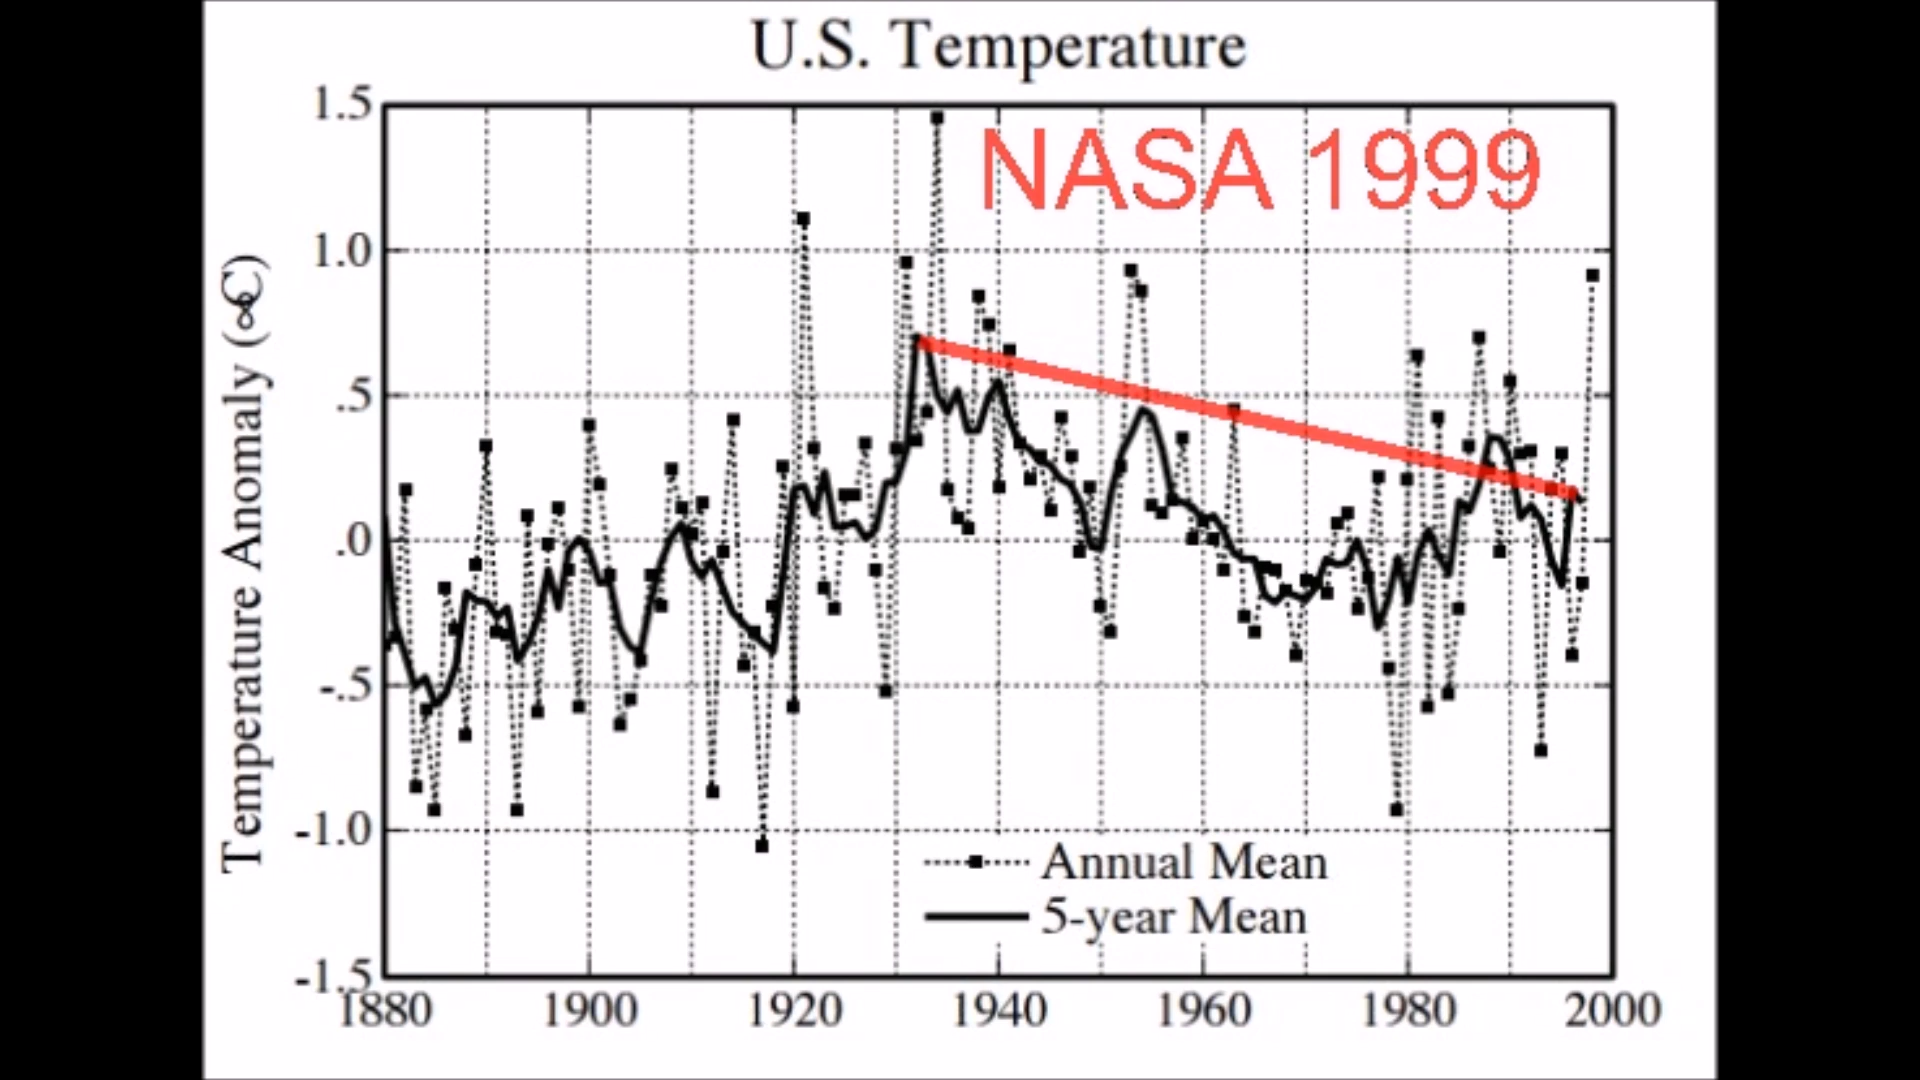 U.S. Temperature
NASA 1999
Temperature Anomaly (∞C)
1.5
1.0
.5
.0
-.5
-1.0
-1.5
Annual Mean
5-year Mean
1880 1900 1920 1940 1960 1980 2000